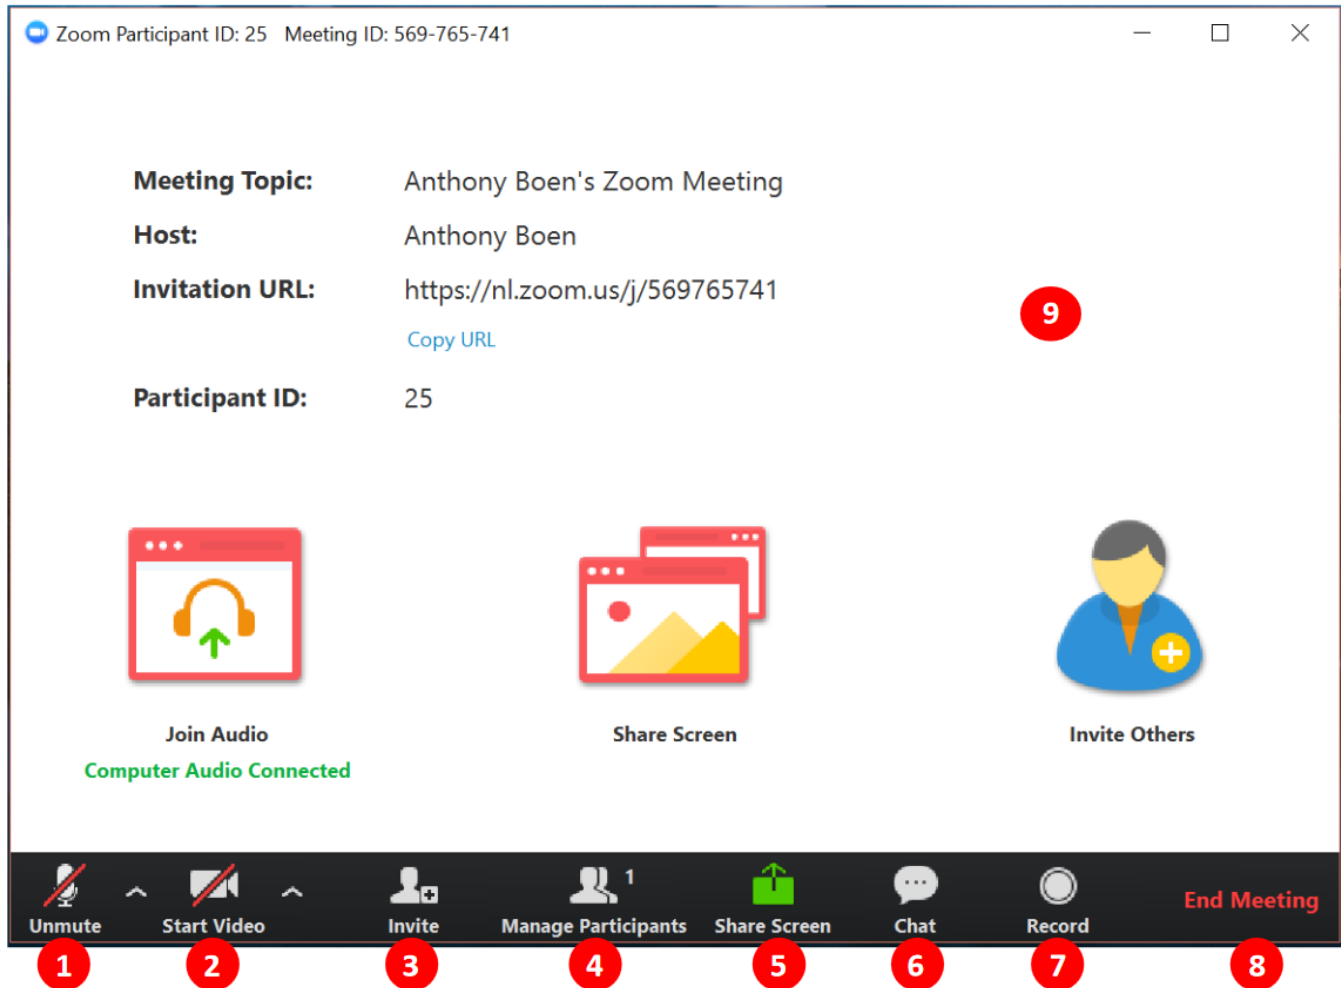 Zoom Participant ID: 25 Meeting ID: 569-765-741
Meeting Topic: Anthony Boen's Zoom Meeting
Host: Anthony Boen
Invitation URL: https://nl.zoom.us/j/569765741
9
Copy URL
Participant ID: 25
Join Audio Share Screen Invite Others
Computer Audio Connected
1
End Meeting
Unmute Start Video Invite Manage Participants Share Screen Chat Record
1 2 3 4 5 6 7 8